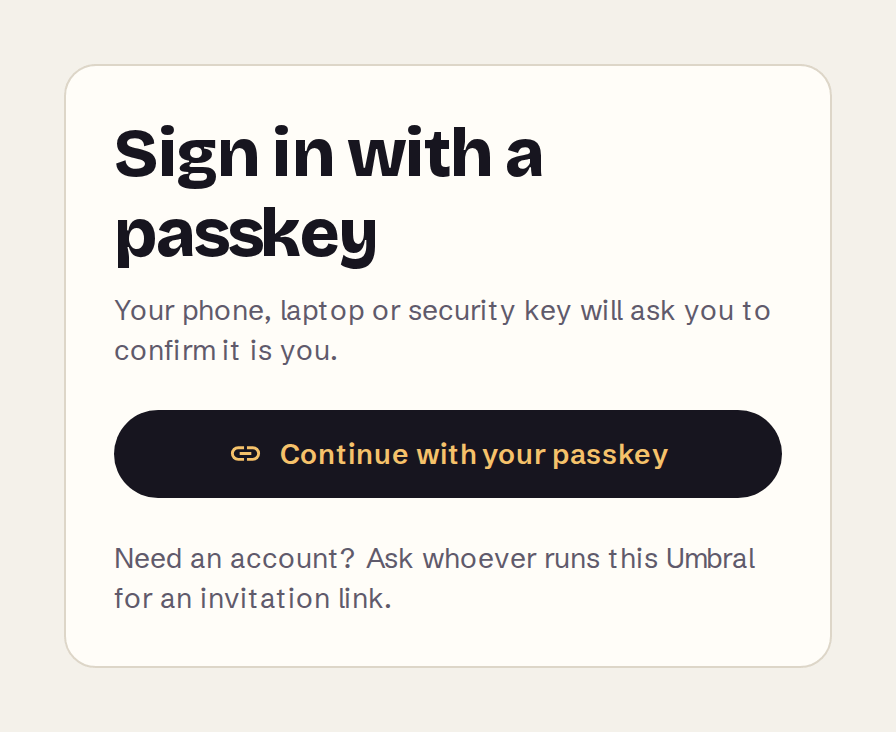 Sign in with a
passkey
Your phone, laptop or security key will ask you to
confirm it is you.
Continue with your passkey
Need an account? Ask whoever runs this Umbral
for an invitation link.